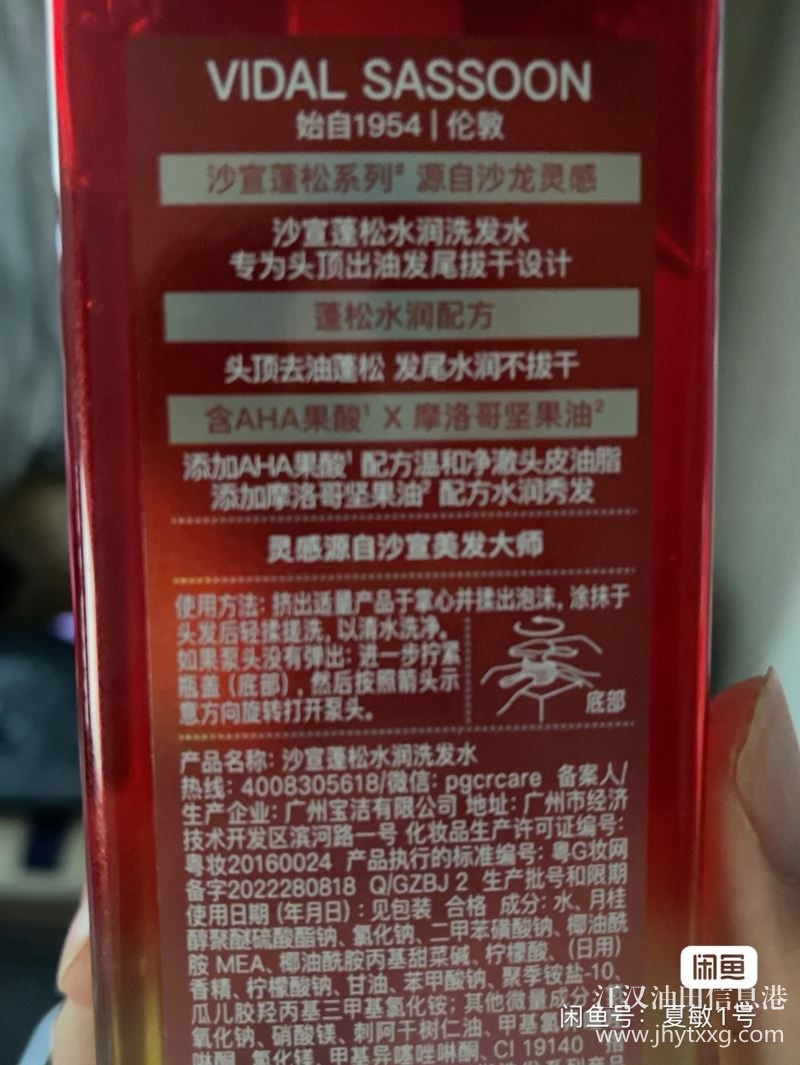 VIDAL SASSOON
始自1954 | 伦敦
沙宣蓬松系列# 源自沙龙灵感
沙宣蓬松水润洗发水
专为头顶出油发尾拔干设计
蓬松水润配方
头顶去油蓬松 发尾水润不拔干
含AHA果酸¹ X 摩洛哥坚果油²
添加AHA果酸¹ 配方温和净澈头皮油脂
添加摩洛哥坚果油² 配方水润秀发
灵感源自沙宣美发大师
使用方法: 挤出适量产品于掌心并揉出泡沫, 涂抹于
头发后轻揉搓洗, 以清水洗净。
如果泵头没有弹出: 进一步拧紧
瓶盖 (底部), 然后按照箭头示
意方向旋转打开泵头。
底部
产品名称: 沙宣蓬松水润洗发水
热线: 4008305618/微信: pgcrcare 备案人/
生产企业: 广州宝洁有限公司 地址: 广州市经济
技术开发区滨河路一号 化妆品生产许可证编号:
粤妆20160024 产品执行的标准编号: 粤G妆网
备字2022280818 Q/GZBJ 2 生产批号和限期
使用日期 (年月日) : 见包装 合格 成分: 水、月桂
醇聚醚硫酸酯钠、氯化钠、二甲苯磺酸钠、椰油酰
胺 MEA、椰油酰胺丙基甜菜碱、柠檬酸、(日用)
香精、柠檬酸钠、甘油、苯甲酸钠、聚季铵盐-10、
瓜儿胶羟丙基三甲基氯化铵; 其他微量成分
氧化钠、硝酸镁、刺阿干树仁油、甲基氯
啉酮、氯化镁、甲基异噻唑啉酮、CI 19140
闲鱼
江汉油田信息港
闲鱼号: 夏敏1号
www.jhytxxg.com